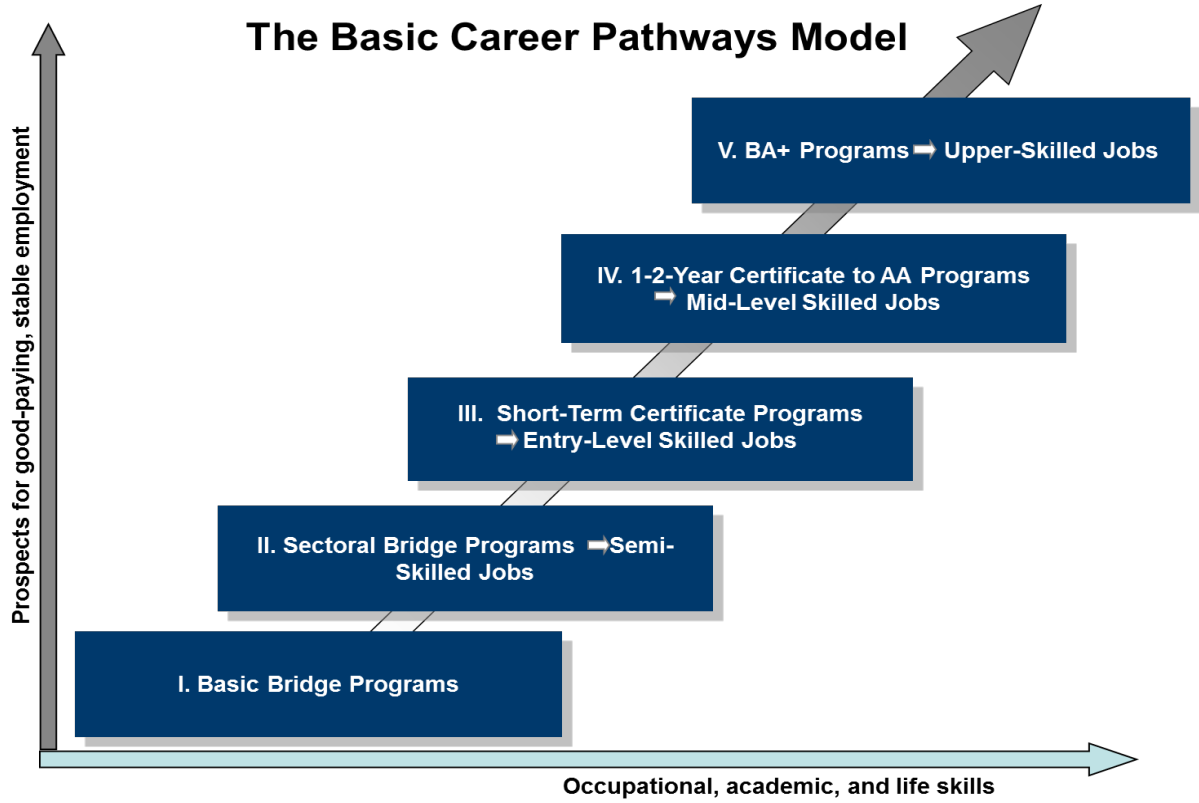 The Basic Career Pathways Model
Prospects for good-paying, stable employment
V. BA+ Programs Upper-Skilled Jobs
IV. 1-2-Year Certificate to AA Programs
Mid-Level Skilled Jobs
III. Short-Term Certificate Programs
Entry-Level Skilled Jobs
II. Sectoral Bridge Programs Semi-
Skilled Jobs
I. Basic Bridge Programs
Occupational, academic, and life skills